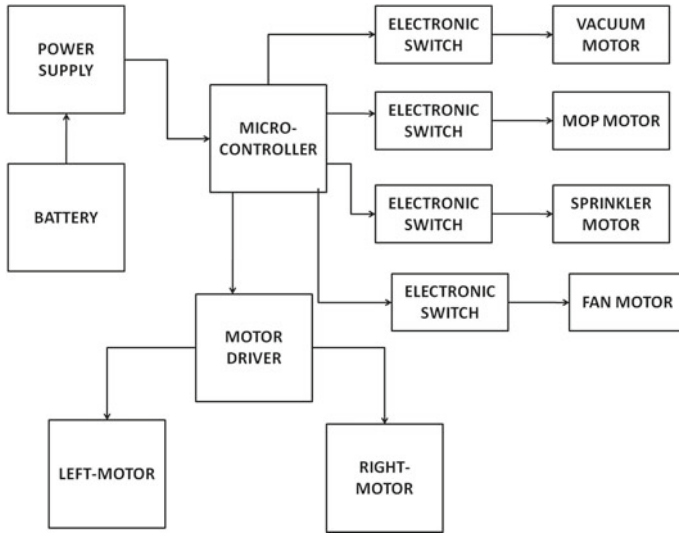 POWER
SUPPLY
ELECTRONIC
SWITCH
VACUUM
MOTOR
MICRO-
CONTROLLER
ELECTRONIC
SWITCH
MOP MOTOR
BATTERY
ELECTRONIC
SWITCH
SPRINKLER
MOTOR
ELECTRONIC
SWITCH
FAN MOTOR
MOTOR
DRIVER
LEFT-MOTOR
RIGHT-
MOTOR